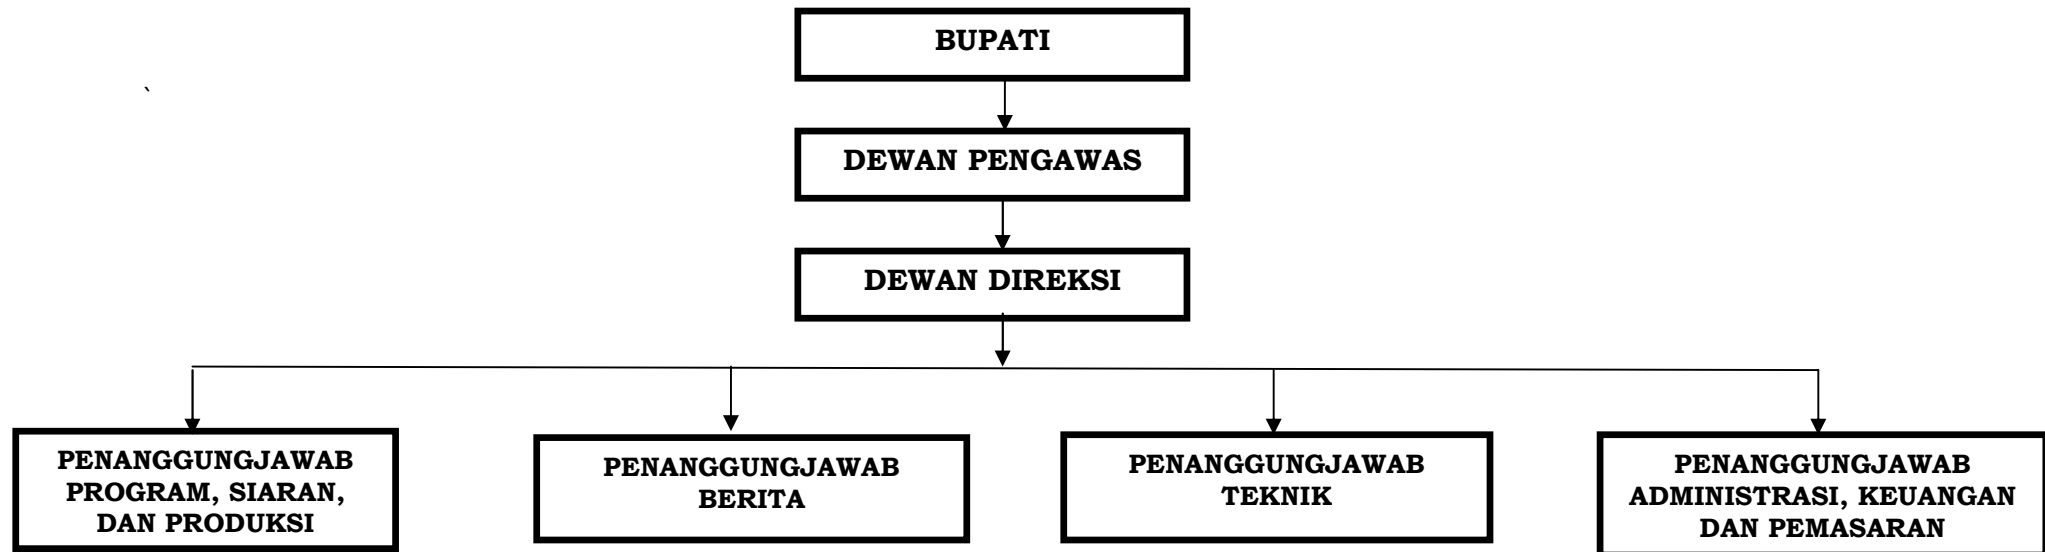 BUPATI
`
DEWAN PENGAWAS
DEWAN DIREKSI
PENANGGUNGJAWAB
PROGRAM, SIARAN,
DAN PRODUKSI
PENANGGUNGJAWAB
BERITA
PENANGGUNGJAWAB
TEKNIK
PENANGGUNGJAWAB
ADMINISTRASI, KEUANGAN
DAN PEMASARAN